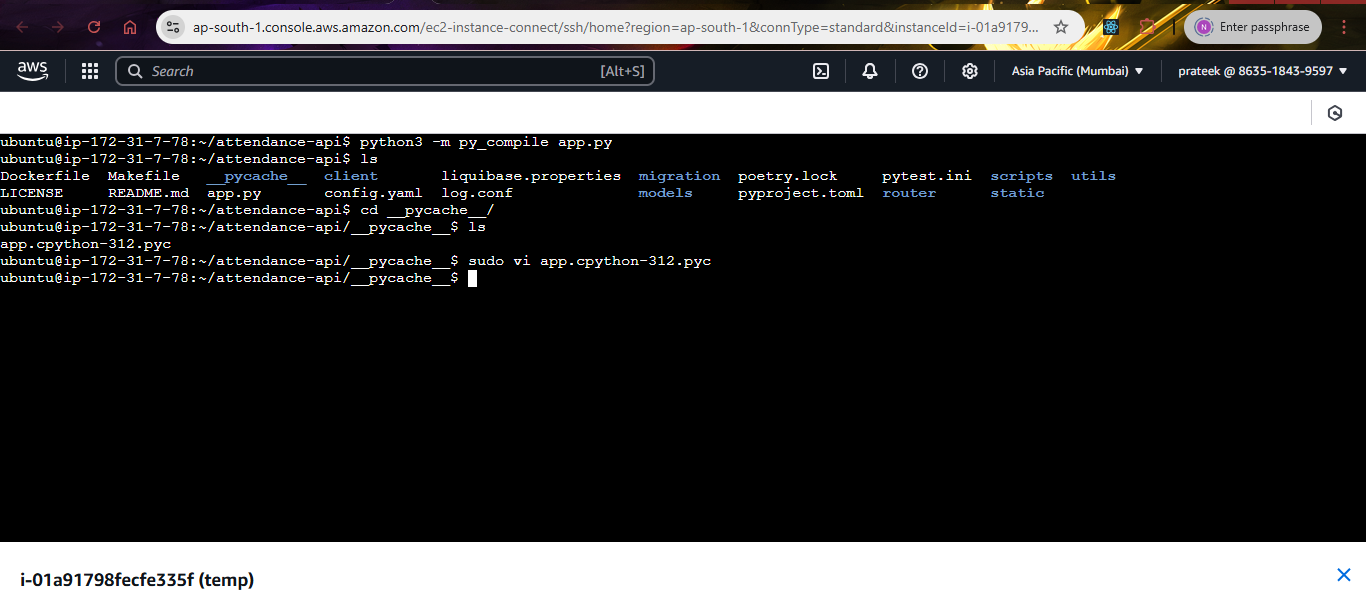 ap-south-1.console.aws.amazon.com/ec2-instance-connect/ssh/home?region=ap-south-1&connType=standard&instanceId=i-01a9179...
N Enter passphrase
aws Search [Alt+S] Asia Pacific (Mumbai) ▼ prateek @ 8635-1843-9597 ▼
ubuntu@ip-172-31-7-78:~/attendance-api$ python3 -m py_compile app.py
ubuntu@ip-172-31-7-78:~/attendance-api$ ls
Dockerfile  Makefile   __pycache__  client       liquibase.properties  migration  poetry.lock     pytest.ini  scripts  utils
LICENSE     README.md  app.py       config.yaml  log.conf              models     pyproject.toml  router      static
ubuntu@ip-172-31-7-78:~/attendance-api$ cd __pycache__/
ubuntu@ip-172-31-7-78:~/attendance-api/__pycache__$ ls
app.cpython-312.pyc
ubuntu@ip-172-31-7-78:~/attendance-api/__pycache__$ sudo vi app.cpython-312.pyc
ubuntu@ip-172-31-7-78:~/attendance-api/__pycache__$
i-01a91798fecfe335f (temp)